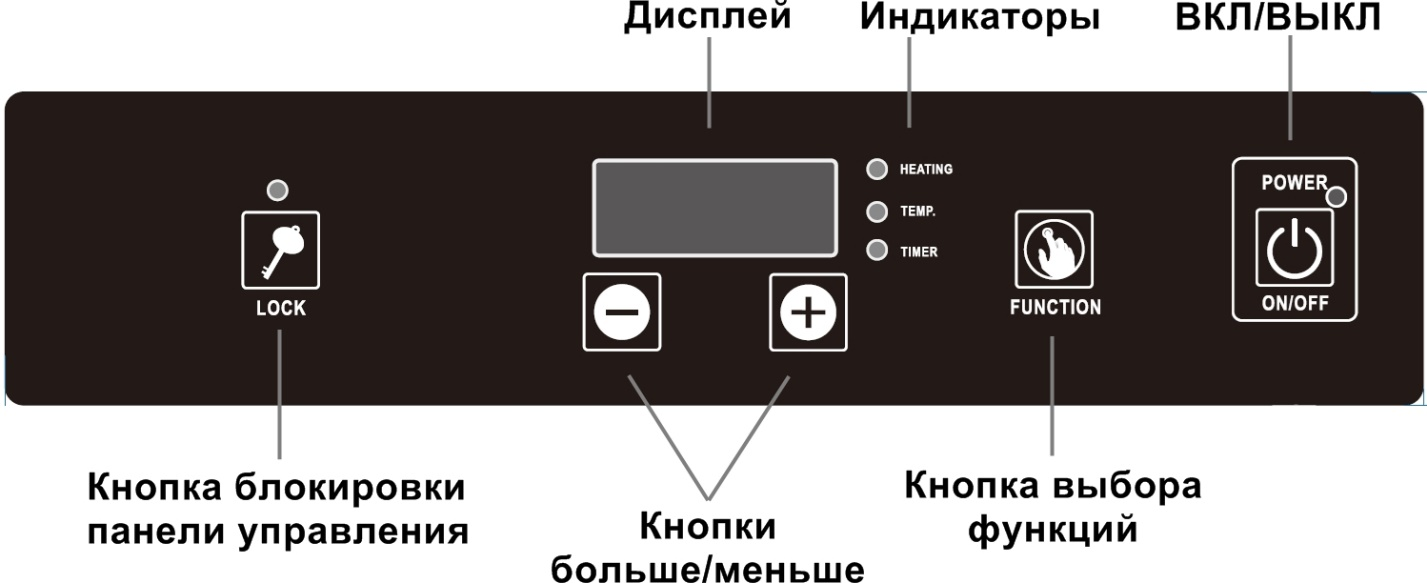 Дисплей
Индикаторы
ВКЛ/ВЫКЛ
HEATING
POWER
TEMP.
TIMER
LOCK
FUNCTION
ON/OFF
Кнопка блокировки
панели управления
Кнопки
больше/меньше
Кнопка выбора
функций